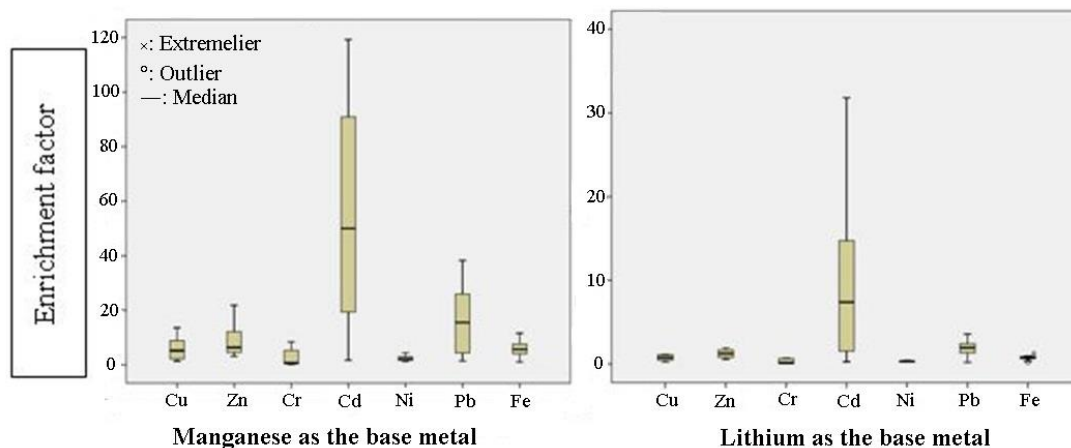 Enrichment factor
120
100
80
60
40
20
0
×: Extremelier
°: Outlier
—: Median
Cu Zn Cr Cd Ni Pb Fe
Manganese as the base metal
40
30
20
10
0
Cu Zn Cr Cd Ni Pb Fe
Lithium as the base metal